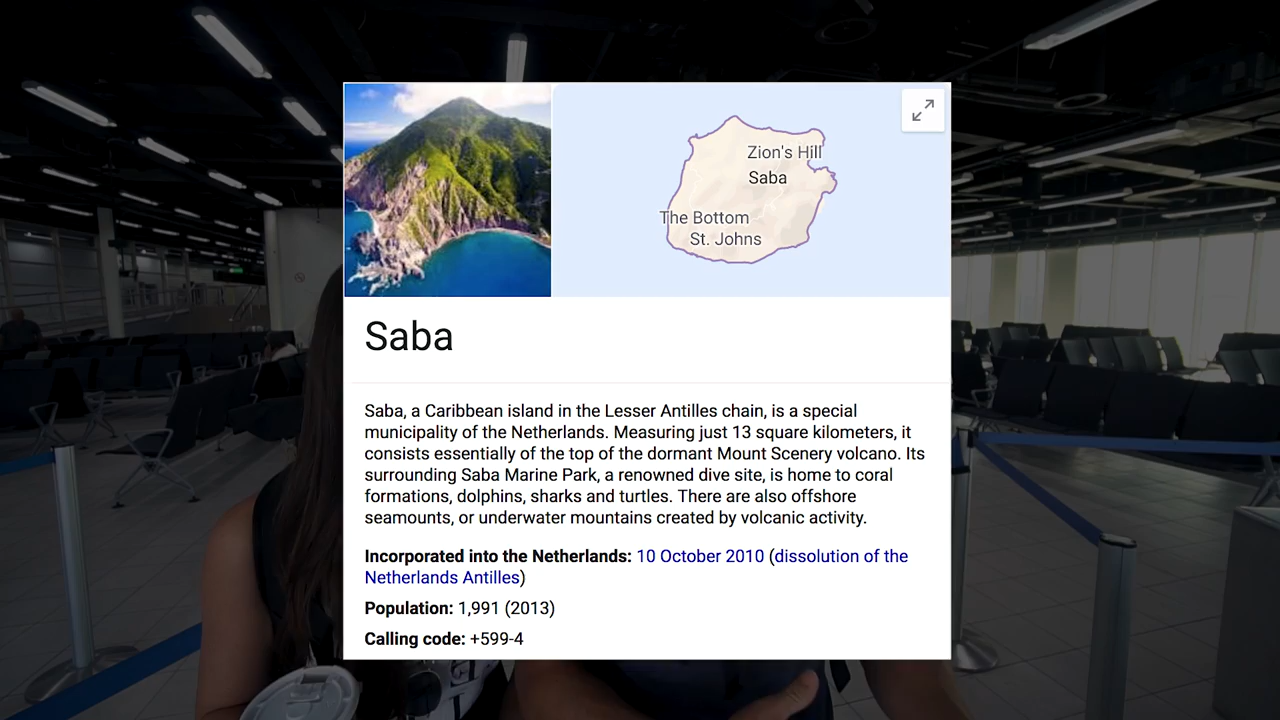 Zion's Hill
Saba
The Bottom
St. Johns
Saba
Saba, a Caribbean island in the Lesser Antilles chain, is a special
municipality of the Netherlands. Measuring just 13 square kilometers, it
consists essentially of the top of the dormant Mount Scenery volcano. Its
surrounding Saba Marine Park, a renowned dive site, is home to coral
formations, dolphins, sharks and turtles. There are also offshore
seamounts, or underwater mountains created by volcanic activity.
Incorporated into the Netherlands: 10 October 2010 (dissolution of the
Netherlands Antilles)
Population: 1,991 (2013)
Calling code: +599-4